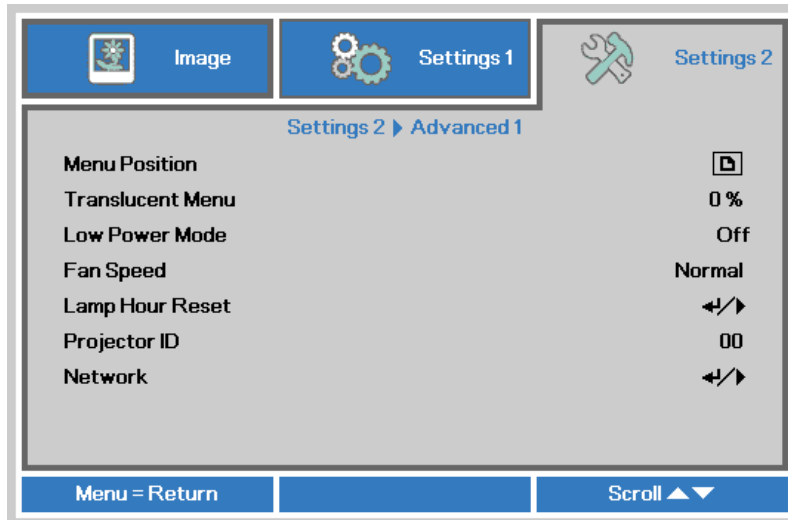 Image Settings 1 Settings 2
Settings 2 ▶ Advanced 1
Menu Position
Translucent Menu 0 %
Low Power Mode Off
Fan Speed Normal
Lamp Hour Reset ↵/▶
Projector ID 00
Network ↵/▶
Menu = Return Scroll ▲▼